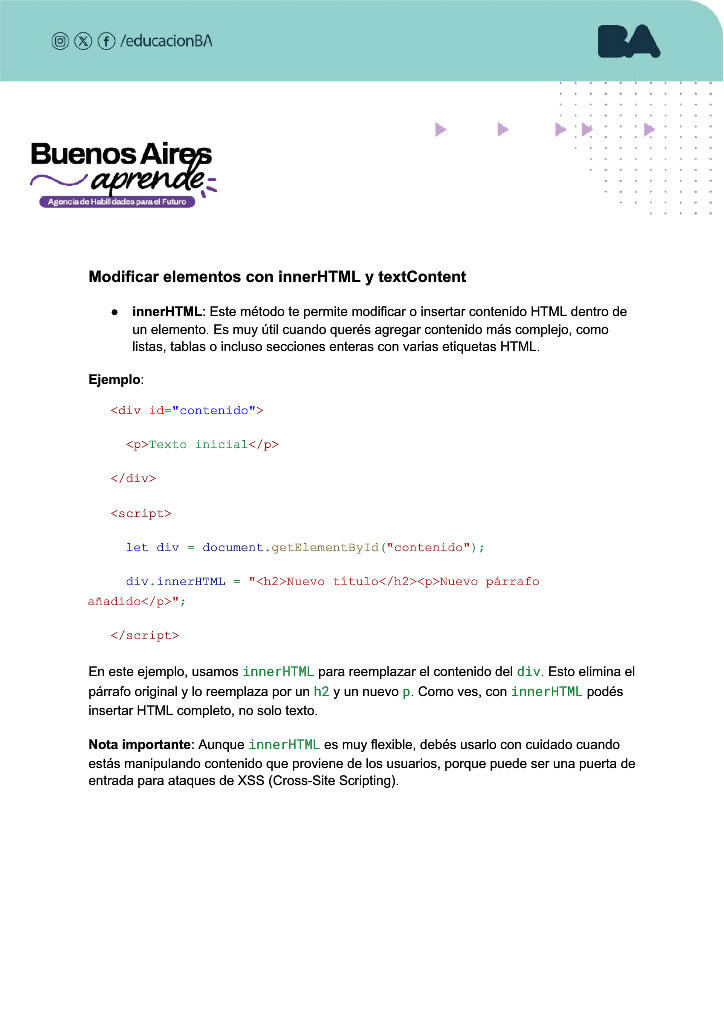 /educacionBA
BA
Buenos Aires
aprende
Agencia de Habilidades para el Futuro
Modificar elementos con innerHTML y textContent
● innerHTML: Este método te permite modificar o insertar contenido HTML dentro de
un elemento. Es muy útil cuando querés agregar contenido más complejo, como
listas, tablas o incluso secciones enteras con varias etiquetas HTML.
Ejemplo:
<div id="contenido">
<p>Texto inicial</p>
</div>
<script>
let div = document.getElementById("contenido");
div.innerHTML = "<h2>Nuevo título</h2><p>Nuevo párrafo
añadido</p>";
</script>
En este ejemplo, usamos innerHTML para reemplazar el contenido del div. Esto elimina el
párrafo original y lo reemplaza por un h2 y un nuevo p. Como ves, con innerHTML podés
insertar HTML completo, no solo texto.
Nota importante: Aunque innerHTML es muy flexible, debés usarlo con cuidado cuando
estás manipulando contenido que proviene de los usuarios, porque puede ser una puerta de
entrada para ataques de XSS (Cross-Site Scripting).